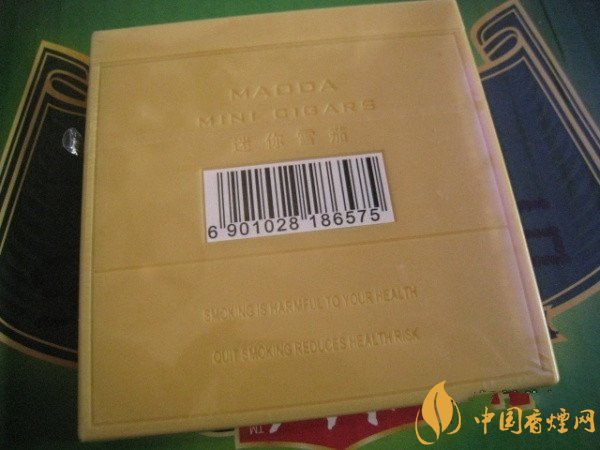 MAODA
MINI CIGARS
迷你雪茄
6 901028 186575
SMOKING IS HARMFUL TO YOUR HEALTH
QUIT SMOKING REDUCES HEALTH RISK
TM
中国香烟网